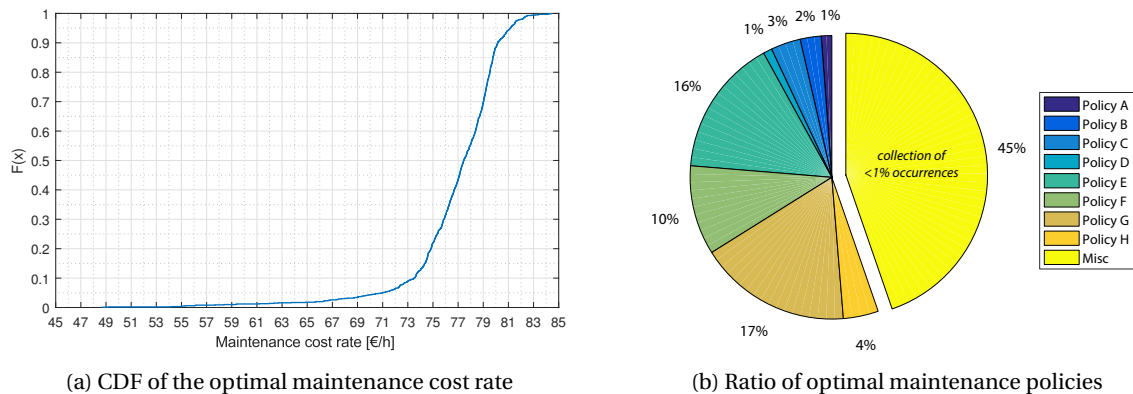 1
0.9
0.8
0.7
0.6
0.5
0.4
0.3
0.2
0.1
0
F(x)
45 47 49 51 53 55 57 59 61 63 65 67 69 71 73 75 77 79 81 83 85
Maintenance cost rate [€/h]
(a) CDF of the optimal maintenance cost rate
1%
2%
3%
1%
16%
10%
17%
4%
45%
collection of
<1% occurrences
Policy A
Policy B
Policy C
Policy D
Policy E
Policy F
Policy G
Policy H
Misc
(b) Ratio of optimal maintenance policies